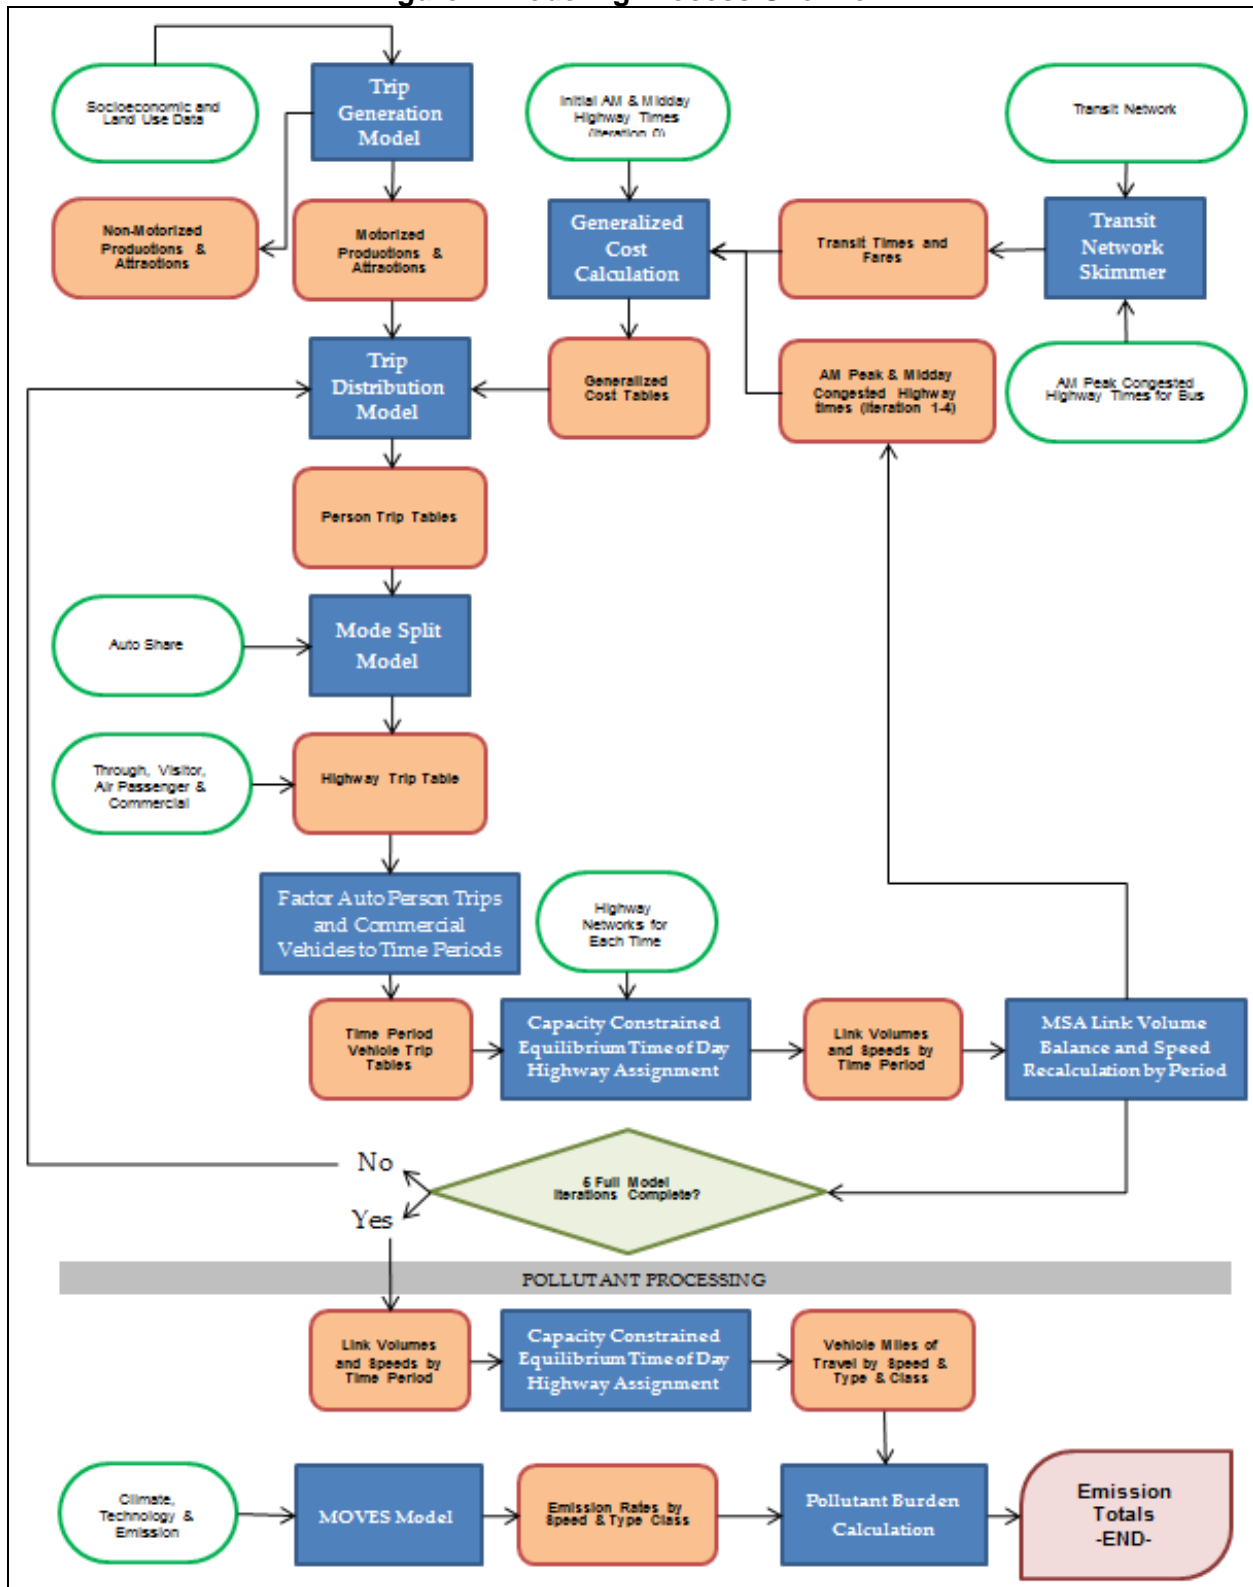 Socioeconomic and
Land Use Data
Trip
Generation
Model
Initial AM & Midday
Highway Times
(Iteration 0)
Transit Network
Non-Motorized
Productions &
Attractions
Motorized
Productions &
Attractions
Generalized
Cost
Calculation
Transit Times and
Fares
Transit
Network
Skimmer
Trip
Distribution
Model
Generalized
Cost Tables
AM Peak & Midday
Congested Highway
times (Iteration 1-4)
AM Peak Congested
Highway Times for Bus
Person Trip Tables
Auto Share
Mode Split
Model
Through, Visitor,
Air Passenger &
Commercial
Highway Trip Table
Factor Auto Person Trips
and Commercial
Vehicles to Time Periods
Highway
Networks for
Each Time
Time Period
Vehicle Trip
Tables
Capacity Constrained
Equilibrium Time of Day
Highway Assignment
Link Volumes
and Speeds by
Time Period
MSA Link Volume
Balance and Speed
Recalculation by Period
No
5 Full Model
Iterations Complete?
Yes
POLLUTANT PROCESSING
Link Volumes
and Speeds by
Time Period
Capacity Constrained
Equilibrium Time of Day
Highway Assignment
Vehicle Miles of
Travel by Speed &
Type & Class
Climate,
Technology &
Emission
MOVES Model
Emission Rates by
Speed & Type Class
Pollutant Burden
Calculation
Emission
Totals
-END-